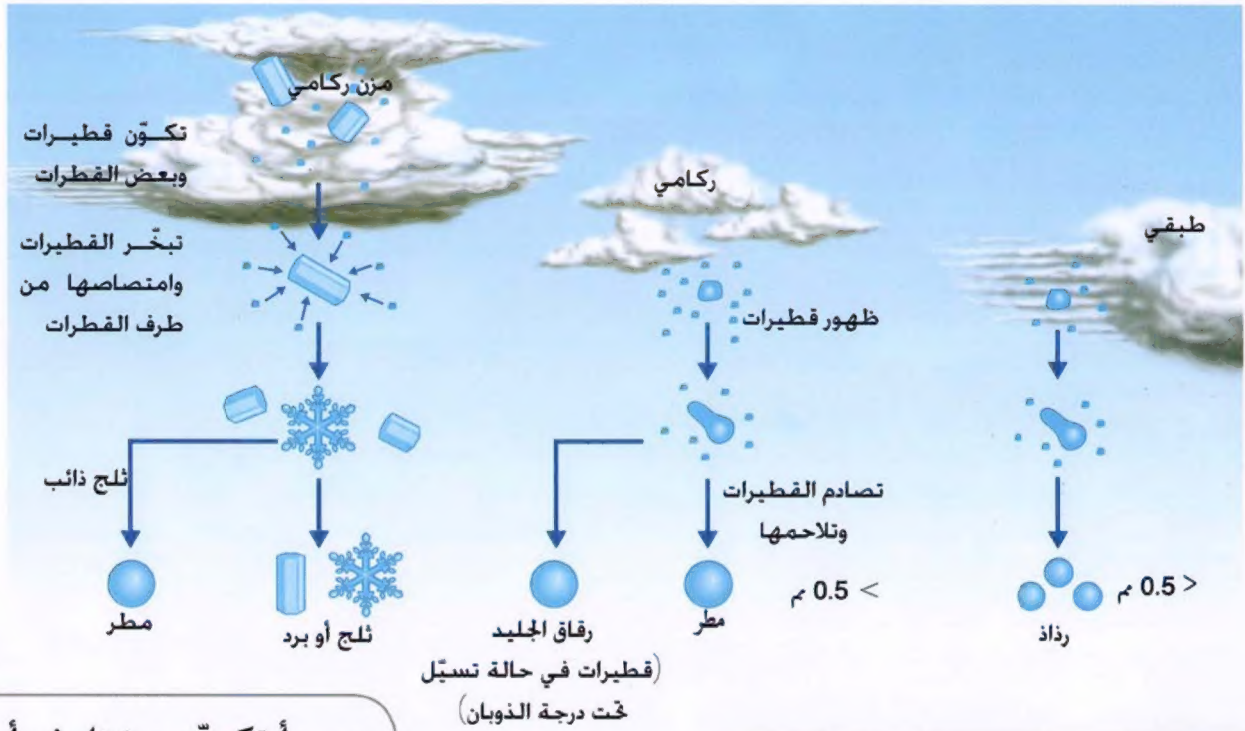 مزن ركامي
تكوّن قطيرات
وبعض القطرات
تبخّر القطيرات
وامتصاصها من
طرف القطرات
ثلج ذائب
مطر
ثلج أو برد
ركامي
ظهور قطيرات
تصادم القطيرات
وتلاحمها
رقاق الجليد
(قطيرات في حالة تسيّل
تحت درجة الذوبان)
مطر
> 0.5 مم
طبقي
رذاذ
< 0.5 مم